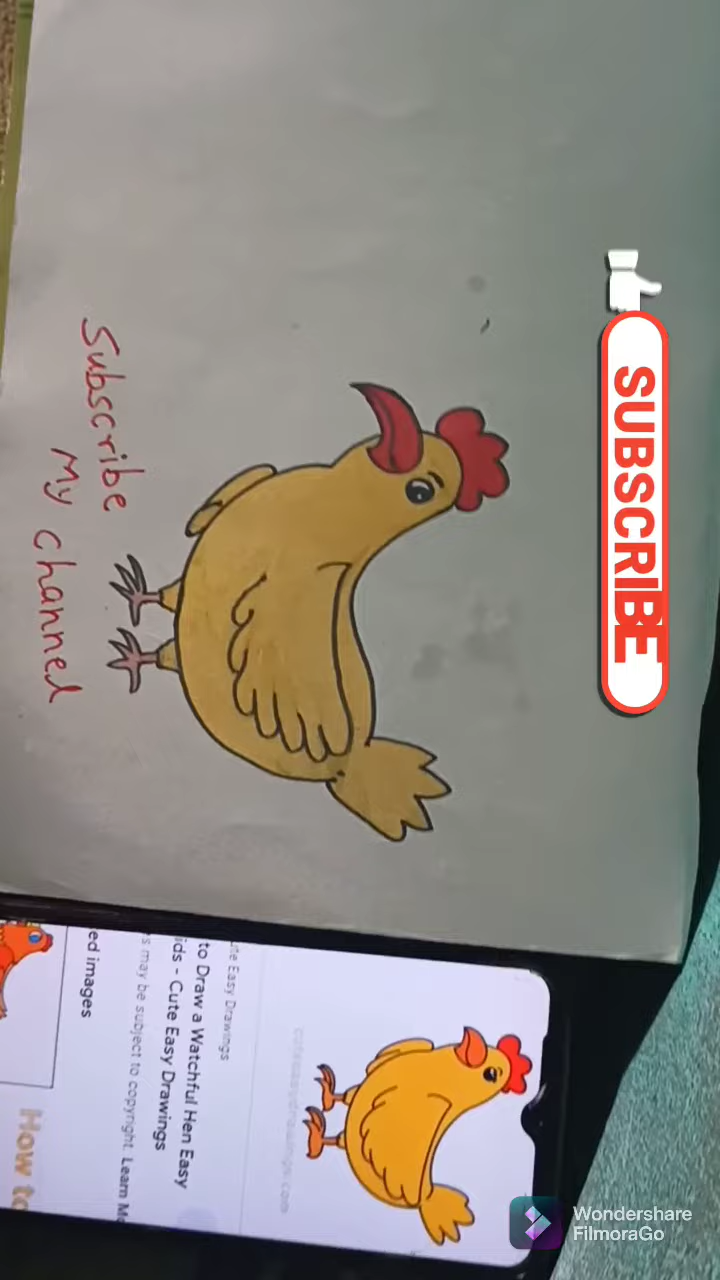 SUBSCRIBE
Subscribe
My channel
Easy Drawings
to Draw a Watchful Hen Easy
ids - Cute Easy Drawings
s may be subject to copyright. Learn
ed images
How to
Wondershare
FilmoraGo